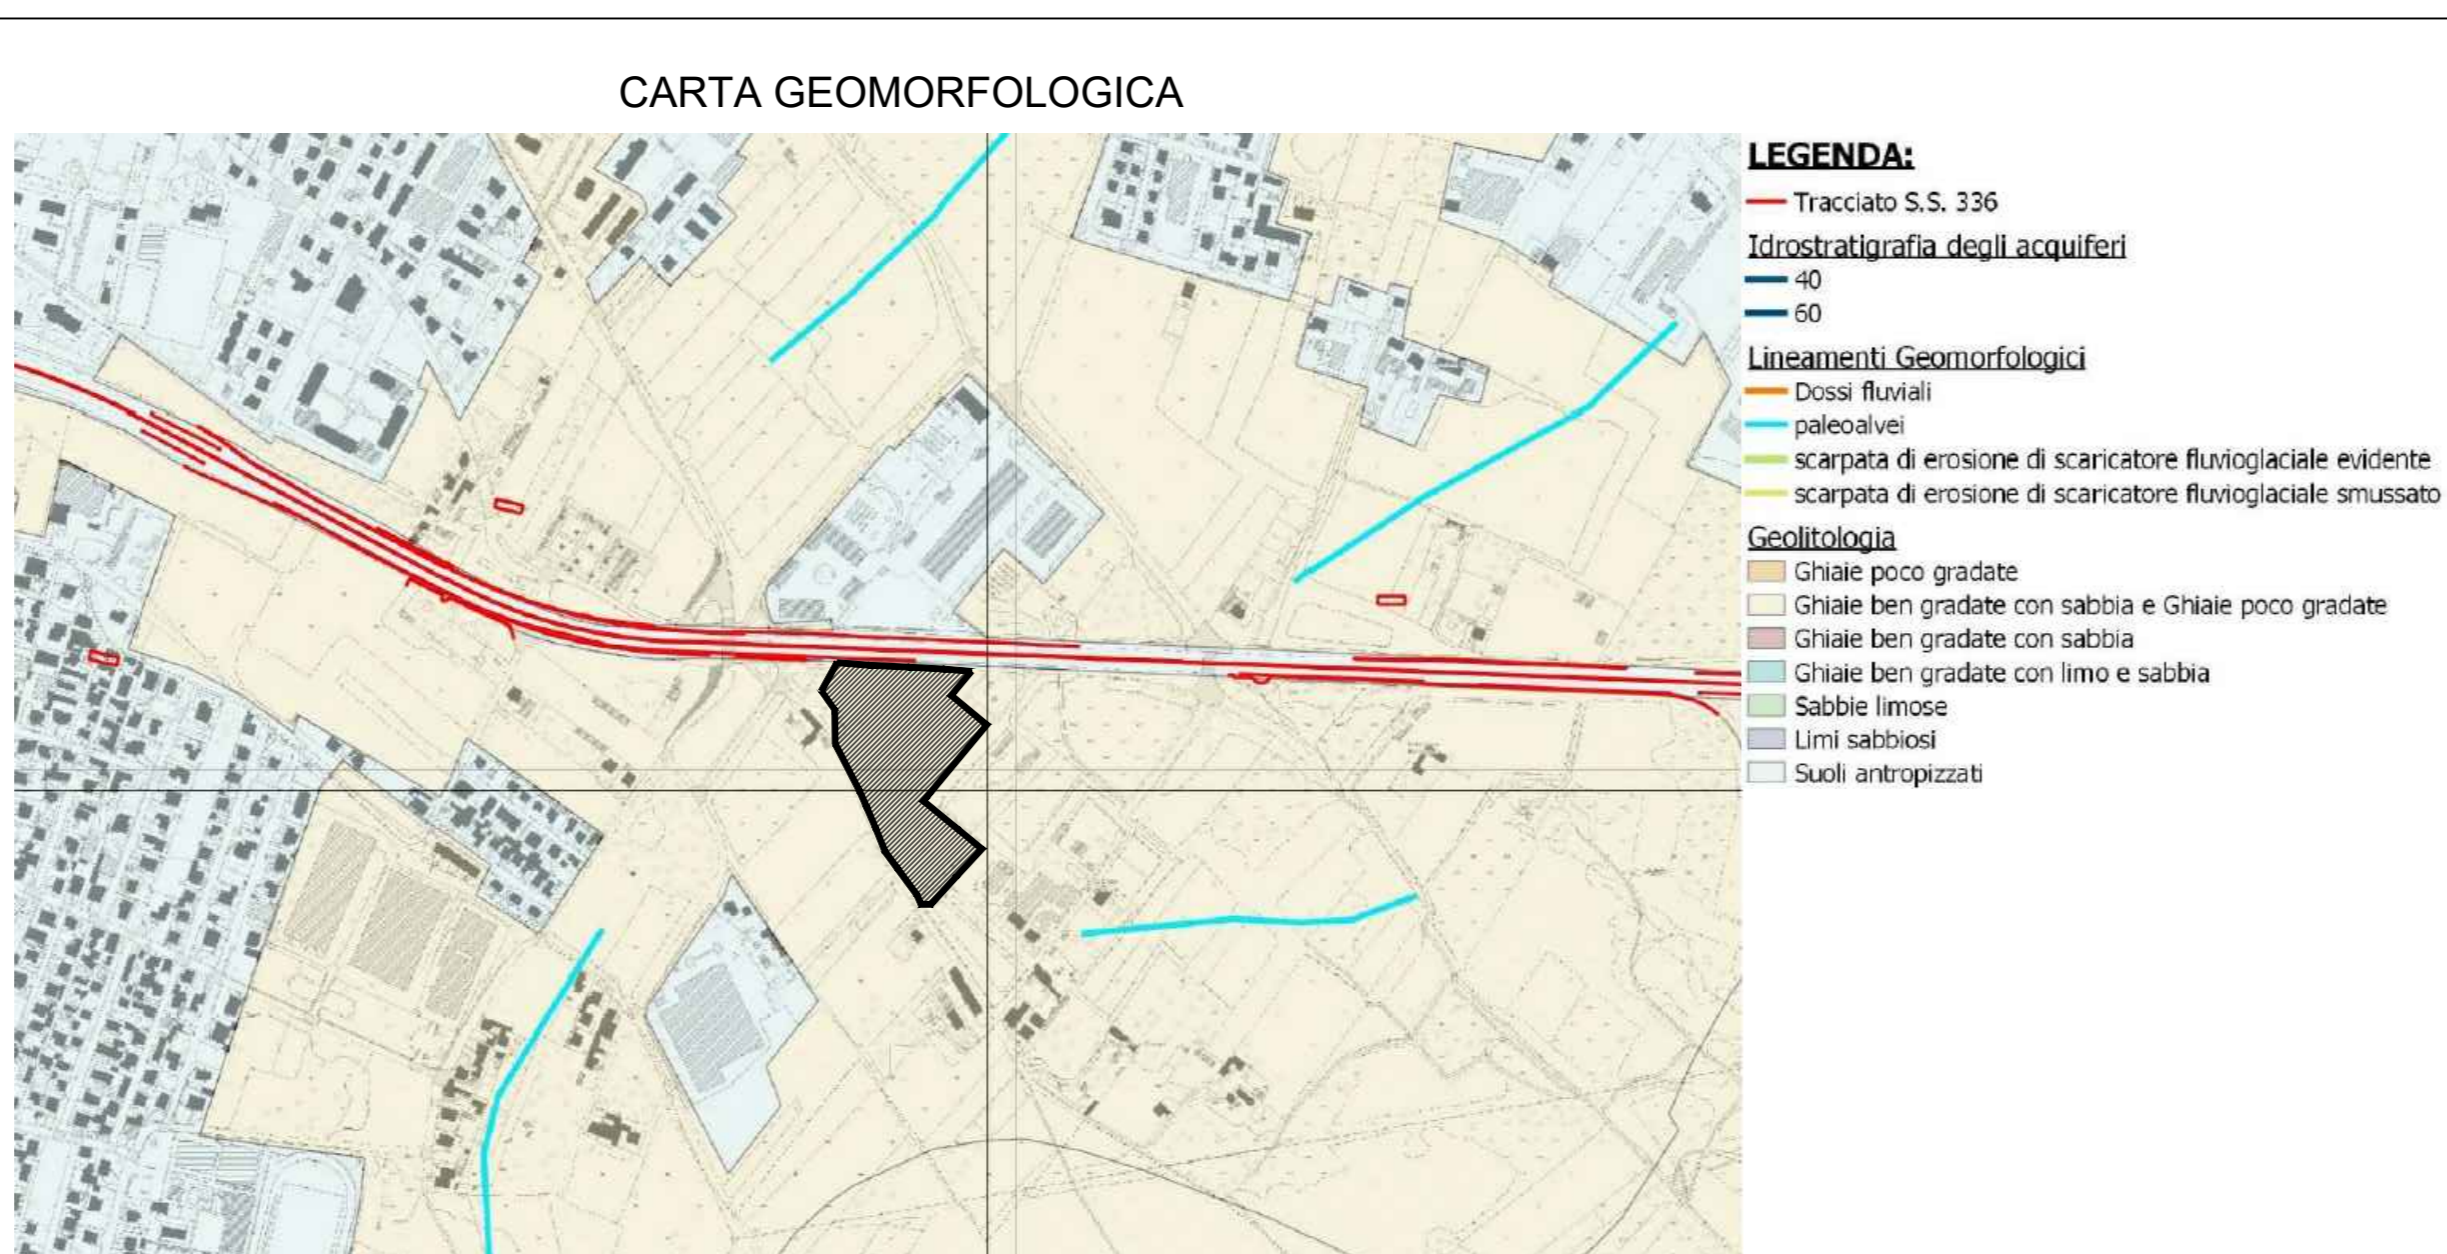 CARTA GEOMORFOLOGICA
LEGENDA:
Tracciato S.S. 336
Idrostratigrafia degli acquiferi
40
60
Lineamenti Geomorfologici
Dossi fluviali
paleoalvei
scarpata di erosione di scaricatore fluvioglaciale evidente
scarpata di erosione di scaricatore fluvioglaciale smussato
Geolitologia
Ghiaie poco gradate
Ghiaie ben gradate con sabbia e Ghiaie poco gradate
Ghiaie ben gradate con sabbia
Ghiaie ben gradate con limo e sabbia
Sabbie limose
Limi sabbiosi
Suoli antropizzati